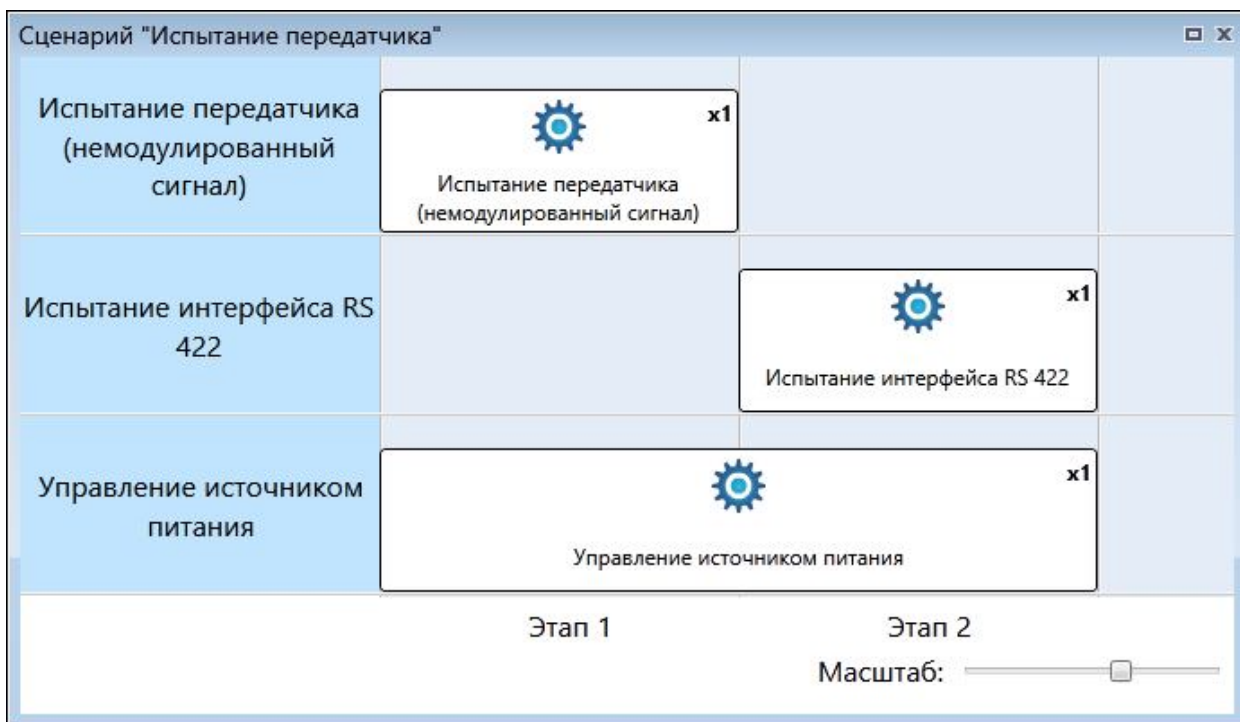 Сценарий "Испытание передатчика"
Испытание передатчика
(немодулированный
сигнал)
x1
Испытание передатчика
(немодулированный сигнал)
Испытание интерфейса RS
422
x1
Испытание интерфейса RS 422
Управление источником
питания
x1
Управление источником питания
Этап 1
Этап 2
Масштаб: